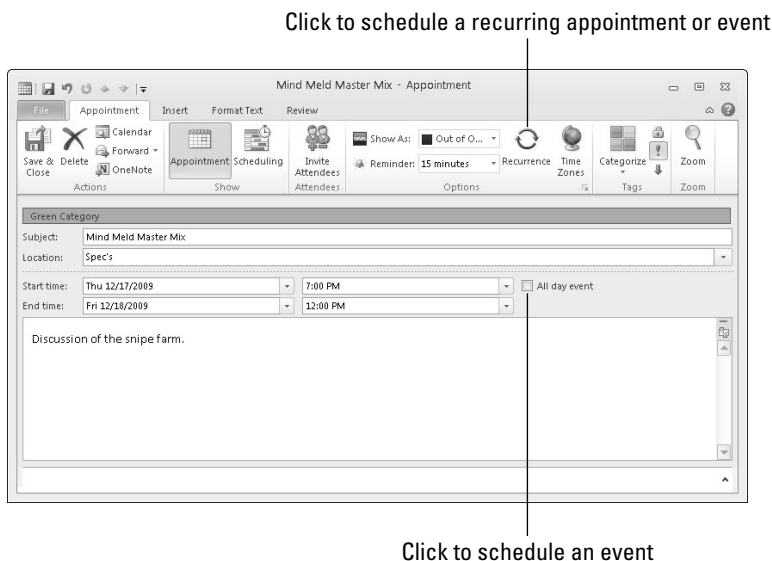 Click to schedule a recurring appointment or event
Mind Meld Master Mix - Appointment
File Appointment Insert Format Text Review
Save & Close
Delete
Calendar
Forward
OneNote
Actions
Appointment Scheduling
Show
Invite Attendees
Attendees
Show As: Out of O...
Reminder: 15 minutes
Recurrence
Time Zones
Options
Categorize
Tags
Zoom
Zoom
Green Category
Subject: Mind Meld Master Mix
Location: Spec's
Start time: Thu 12/17/2009 7:00 PM All day event
End time: Fri 12/18/2009 12:00 PM
Discussion of the snipe farm.
Click to schedule an event